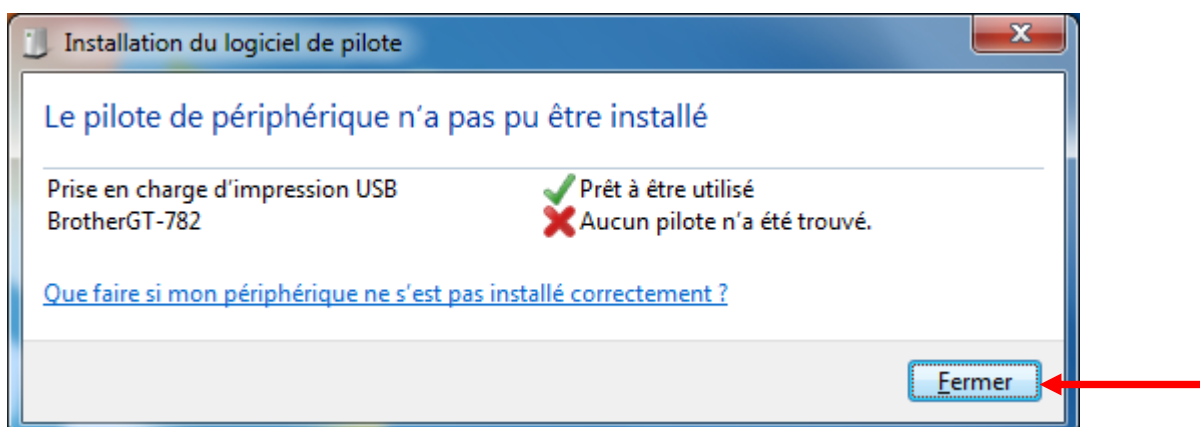 Installation du logiciel de pilote
Le pilote de périphérique n'a pas pu être installé
Prise en charge d'impression USB Prêt à être utilisé
BrotherGT-782 Aucun pilote n'a été trouvé.
Que faire si mon périphérique ne s'est pas installé correctement ?
Fermer